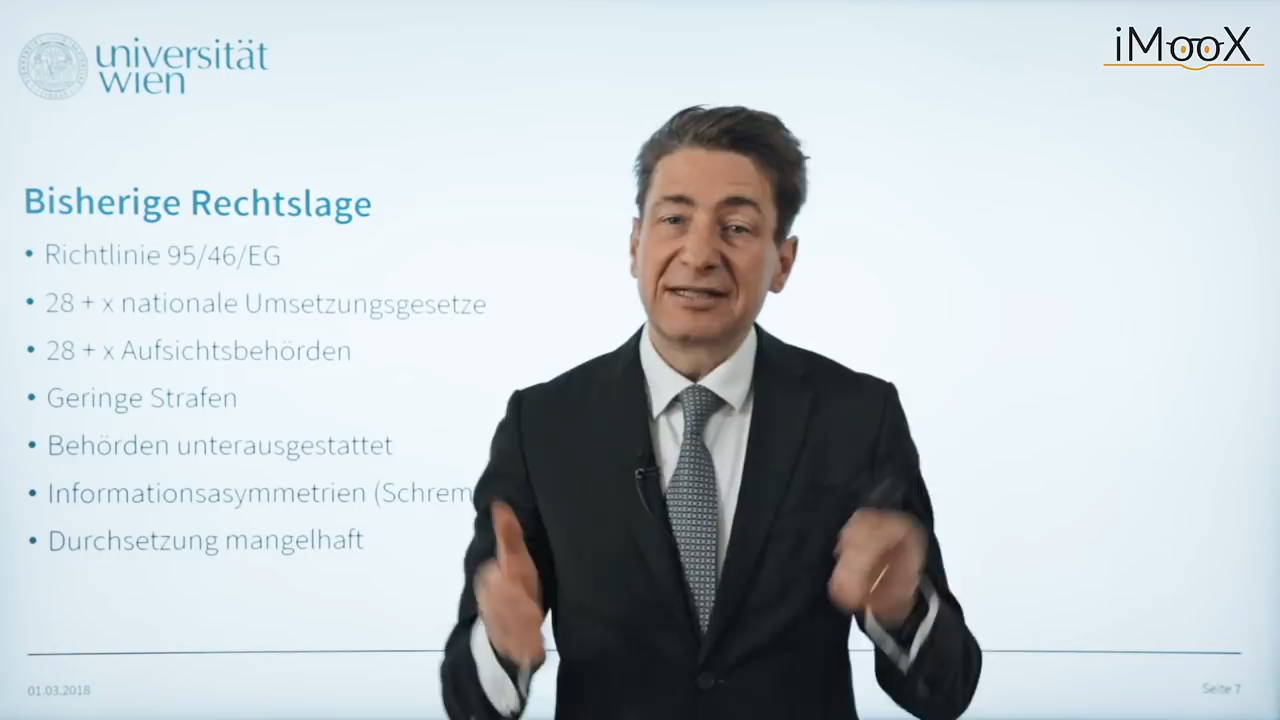 universität
wien
iMooX
Bisherige Rechtslage
• Richtlinie 95/46/EG
• 28 + x nationale Umsetzungsgesetze
• 28 + x Aufsichtsbehörden
• Geringe Strafen
• Behörden unterausgestattet
• Informationsasymmetrien (Schrem
• Durchsetzung mangelhaft
01.03.2018
Seite 7